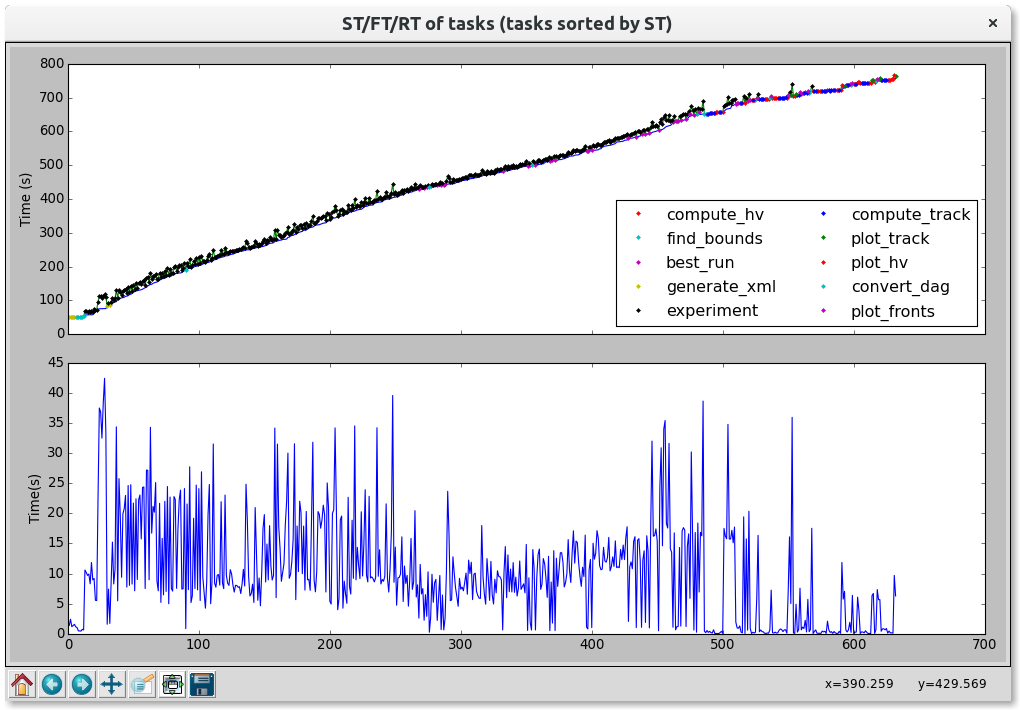 ST/FT/RT of tasks (tasks sorted by ST)
×
800
700
600
500
400
300
200
100
0
Time (s)
compute_hv
find_bounds
best_run
generate_xml
experiment
compute_track
plot_track
plot_hv
convert_dag
plot_fronts
45
40
35
30
25
20
15
10
5
0
Time(s)
0 100 200 300 400 500 600 700
x=390.259 y=429.569